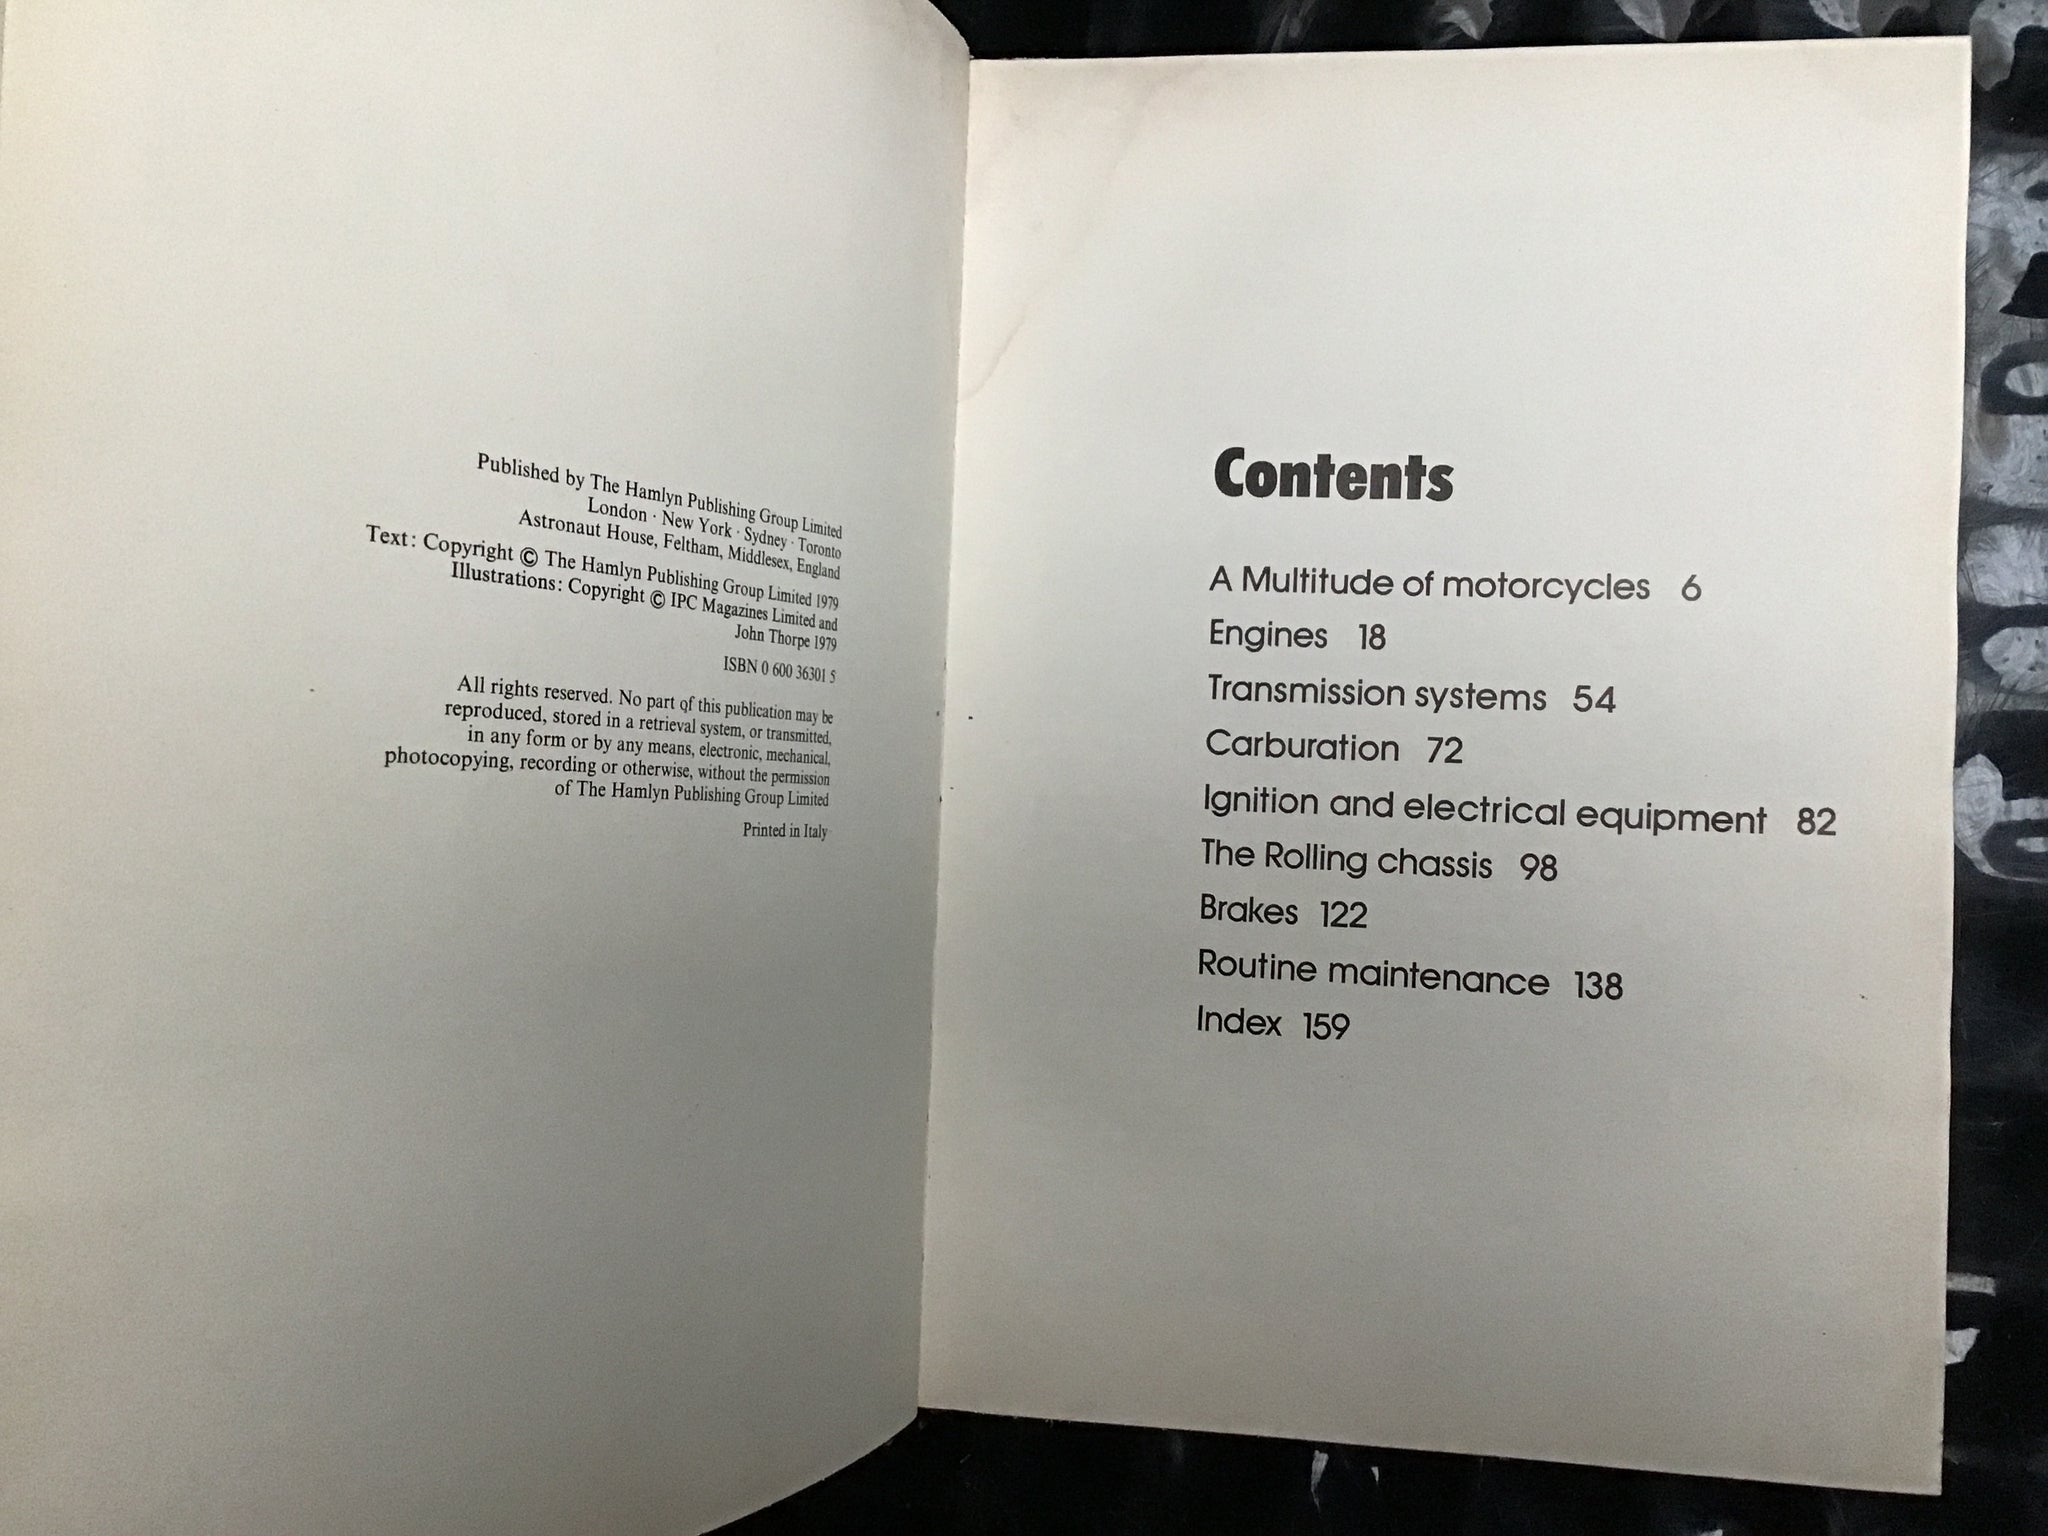 Published by The Hamlyn Publishing Group Limited
London · New York · Sydney · Toronto
Astronaut House, Feltham, Middlesex, England
Text: Copyright © The Hamlyn Publishing Group Limited 1979
Illustrations: Copyright © IPC Magazines Limited and
John Thorpe 1979
ISBN 0 600 36301 5
All rights reserved. No part of this publication may be
reproduced, stored in a retrieval system, or transmitted,
in any form or by any means, electronic, mechanical,
photocopying, recording or otherwise, without the permission
of The Hamlyn Publishing Group Limited
Printed in Italy
Contents
A Multitude of motorcycles 6
Engines 18
Transmission systems 54
Carburation 72
Ignition and electrical equipment 82
The Rolling chassis 98
Brakes 122
Routine maintenance 138
Index 159